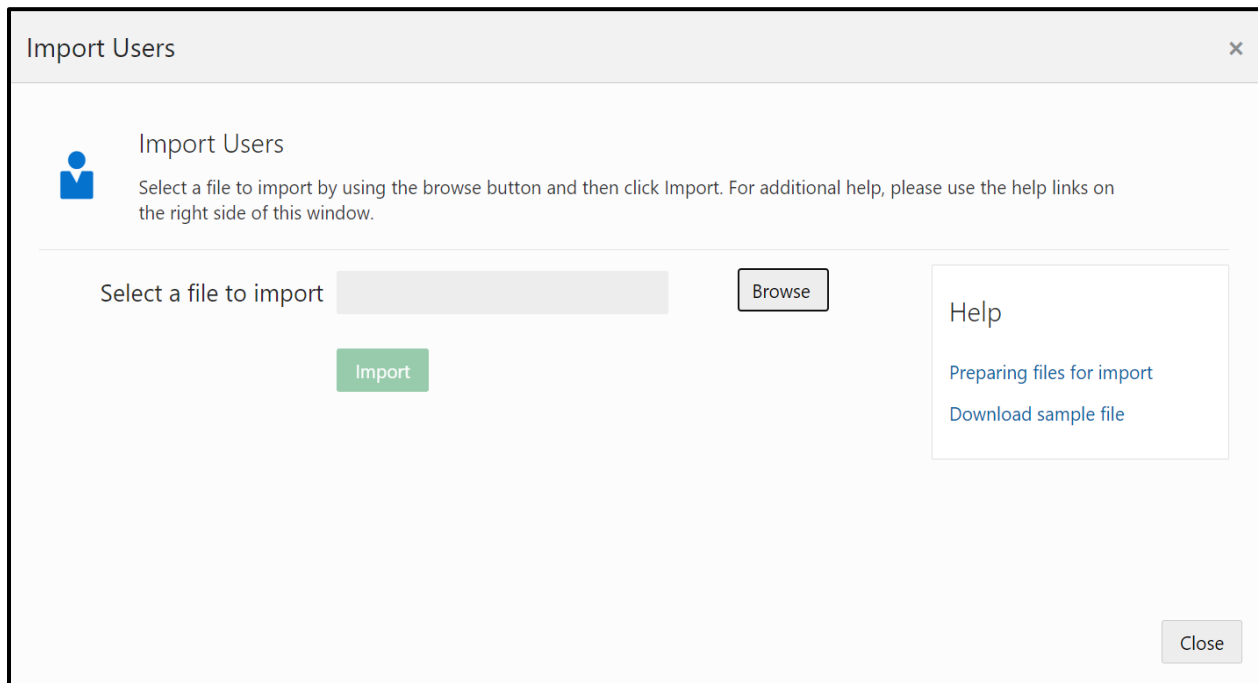 Import Users
×
Import Users
Select a file to import by using the browse button and then click Import. For additional help, please use the help links on
the right side of this window.
Select a file to import
Browse
Import
Help
Preparing files for import
Download sample file
Close